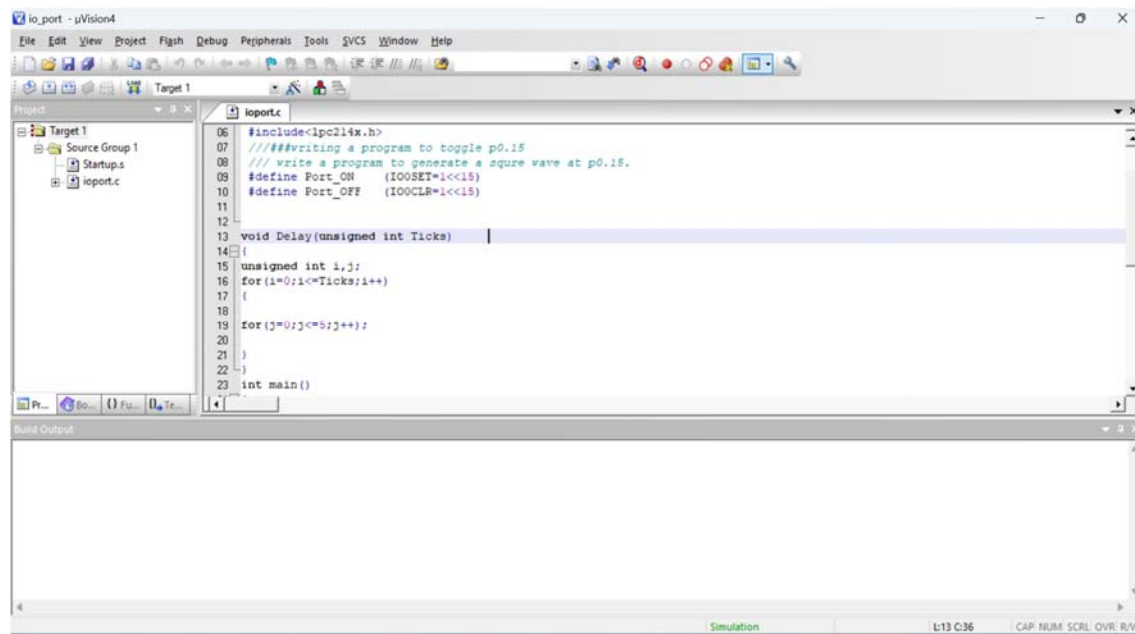 io_port - µVision4
File Edit View Project Flash Debug Peripherals Tools SVCS Window Help
Target 1
Project
ioport.c
Target 1
Source Group 1
Startup.s
ioport.c
06 #include<lpc214x.h>
07 ///###writing a program to toggle p0.15
08 /// write a program to generate a squre wave at p0.15.
09 #define Port_ON (IO0SET=1<<15)
10 #define Port_OFF (IO0CLR=1<<15)
11
12
13 void Delay(unsigned int Ticks)
14 {
15 unsigned int i,j;
16 for(i=0;i<=Ticks;i++)
17 {
18
19 for(j=0;j<=5;j++);
20
21 }
22 }
23 int main()
Pr... Bo... {} Fu... Te...
Build Output
Simulation L:13 C:36 CAP NUM SCRL OVR R/W